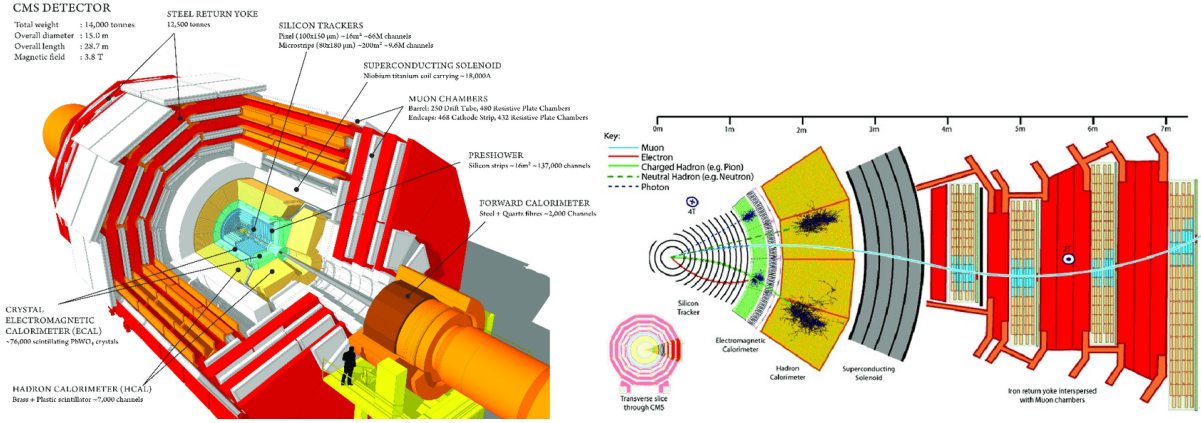 CMS DETECTOR
Total weight : 14,000 tonnes
Overall diameter : 15.0 m
Overall length : 28.7 m
Magnetic field : 3.8 T
STEEL RETURN YOKE
12,500 tonnes
SILICON TRACKERS
Pixel (100x150 μm) ~16m² ~66M channels
Microstrips (80x180 μm) ~200m² ~9.6M channels
SUPERCONDUCTING SOLENOID
Niobium titanium coil carrying ~18,000A
MUON CHAMBERS
Barrel: 250 Drift Tube, 480 Resistive Plate Chambers
Endcaps: 468 Cathode Strip, 432 Resistive Plate Chambers
PRESHOWER
Silicon strips ~16m² ~137,000 channels
FORWARD CALORIMETER
Steel + Quartz fibres ~2,000 Channels
CRYSTAL
ELECTROMAGNETIC
CALORIMETER (ECAL)
~76,000 scintillating PbWO₄ crystals
HADRON CALORIMETER (HCAL)
Brass + Plastic scintillator ~7,000 channels
0m 1m 2m 3m 4m 5m 6m 7m
Key:
Muon
Electron
Charged Hadron (e.g. Pion)
Neutral Hadron (e.g. Neutron)
Photon
4T
2T
Silicon
Tracker
Electromagnetic
Calorimeter
Hadron
Calorimeter
Superconducting
Solenoid
Iron return yoke interspersed
with Muon chambers
Transverse slice
through CMS